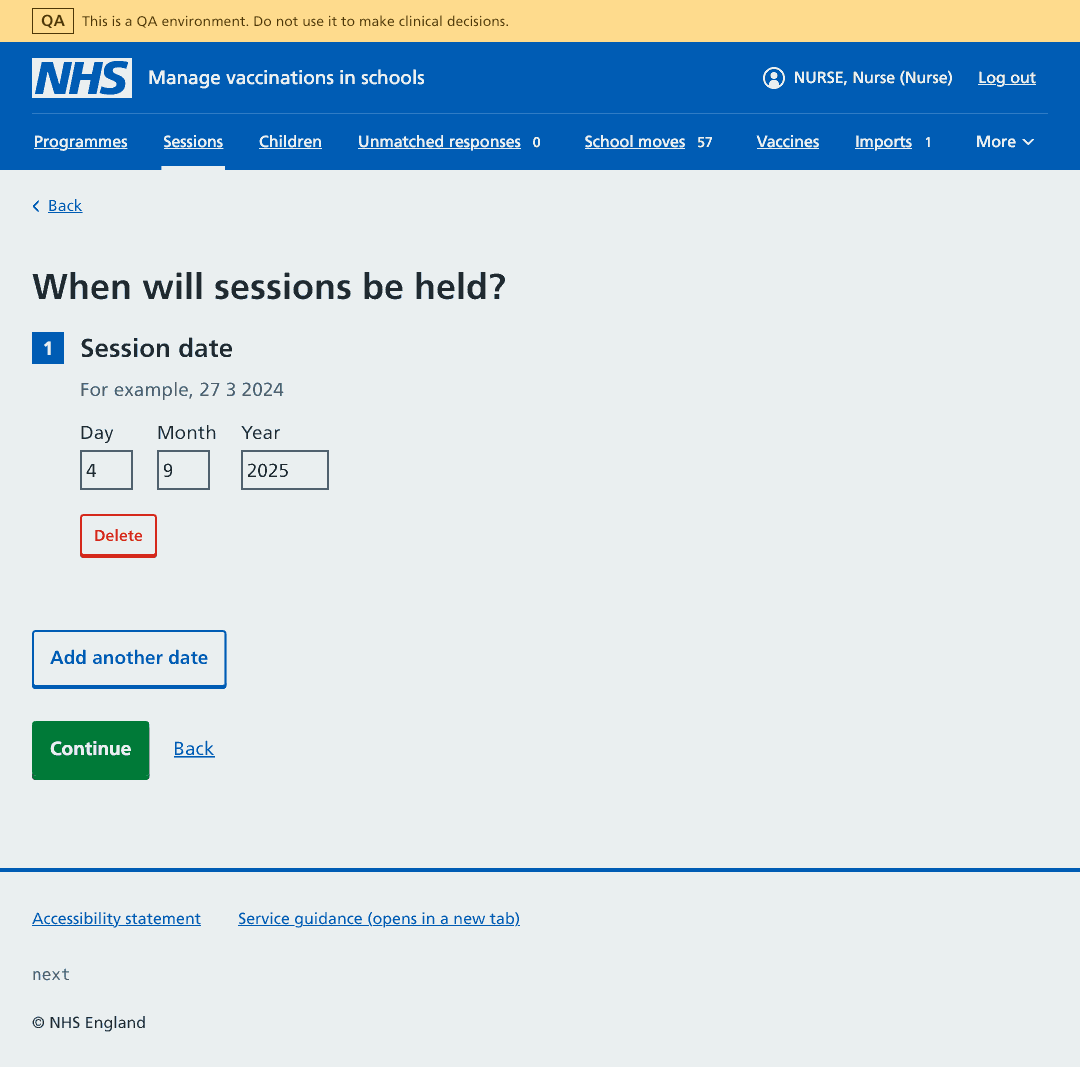 QA This is a QA environment. Do not use it to make clinical decisions.
NHS Manage vaccinations in schools NURSE, Nurse (Nurse) Log out
Programmes Sessions Children Unmatched responses 0 School moves 57 Vaccines Imports 1 More
Back
When will sessions be held?
1 Session date
For example, 27 3 2024
Day Month Year
4 9 2025
Delete
Add another date
Continue Back
Accessibility statement Service guidance (opens in a new tab)
next
© NHS England